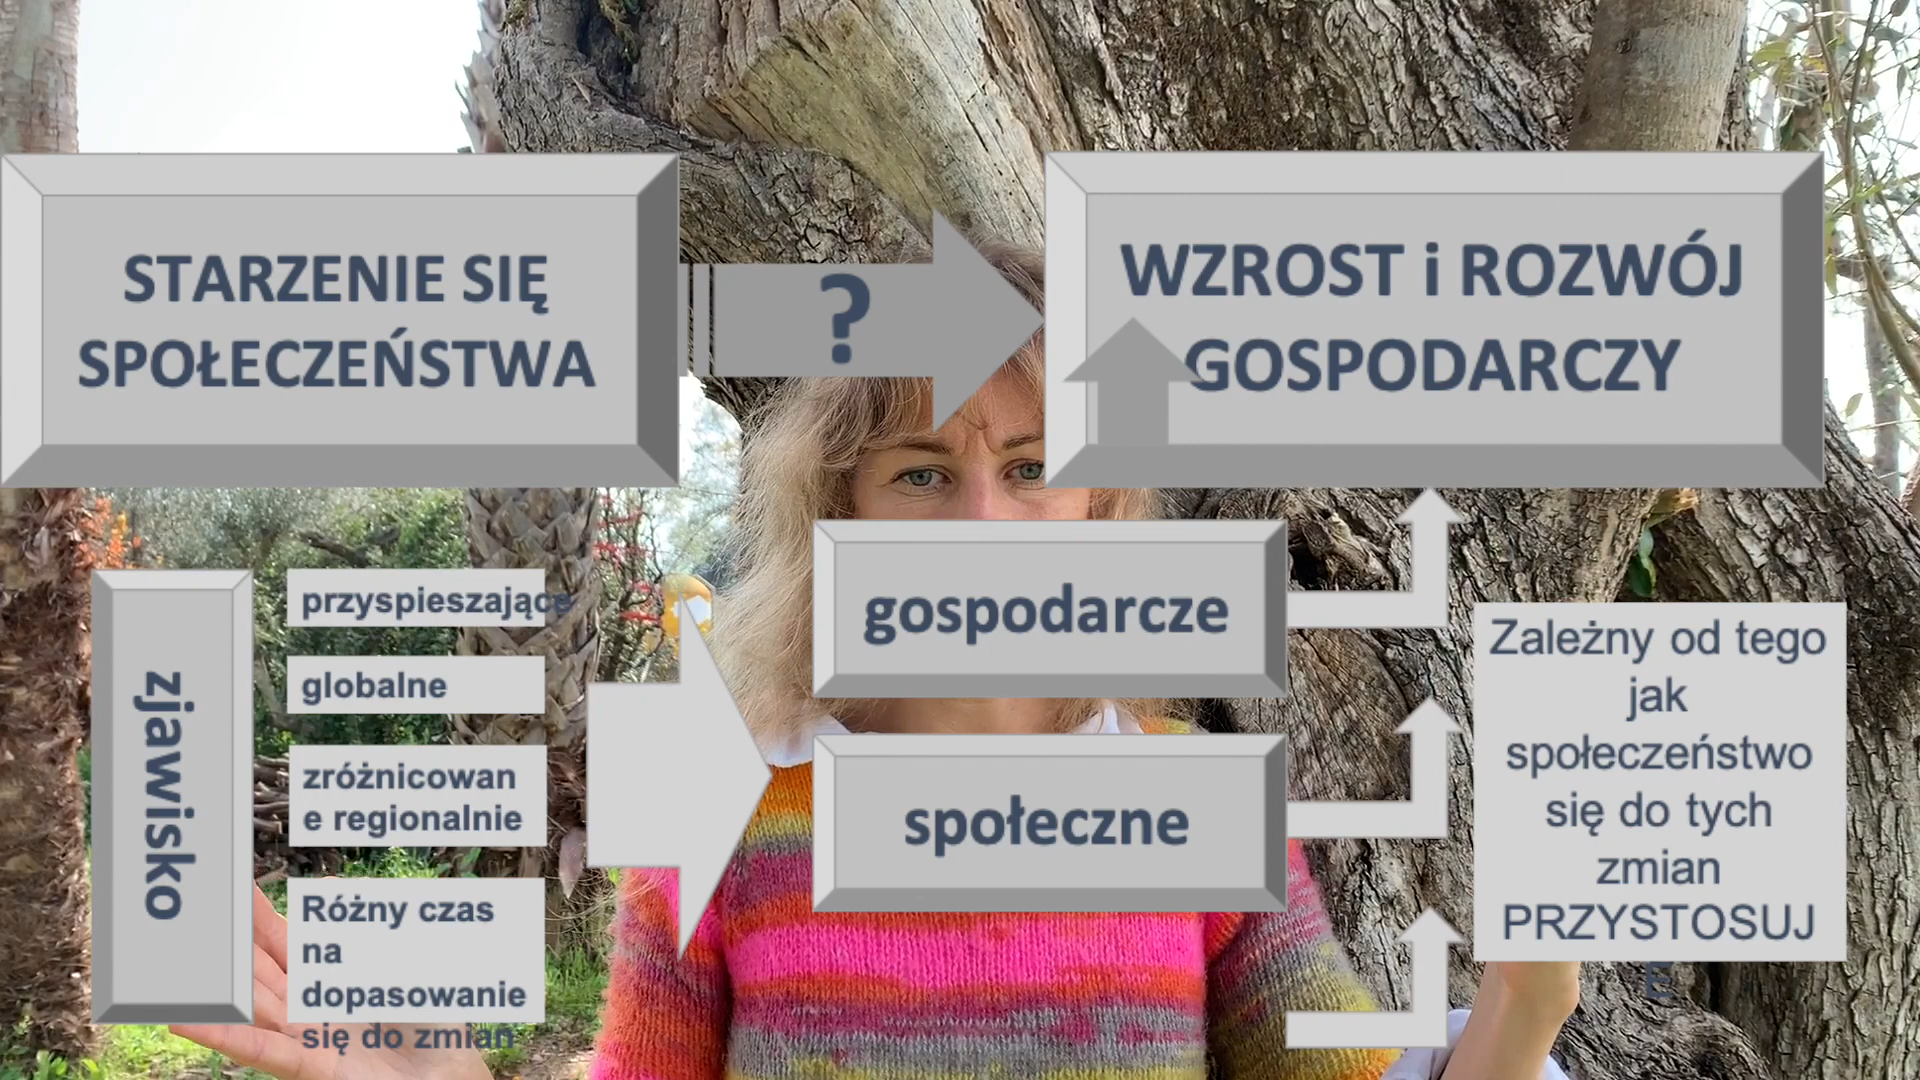 STARZENIE SIĘ
SPOŁECZEŃSTWA
?
WZROST i ROZWÓJ
GOSPODARCZY
zjawisko
przyspieszające
globalne
zróżnicowan
e regionalnie
Różny czas
na
dopasowanie
się do zmian
gospodarcze
społeczne
Zależny od tego
jak
społeczeństwo
się do tych
zmian
PRZYSTOSUJ
E